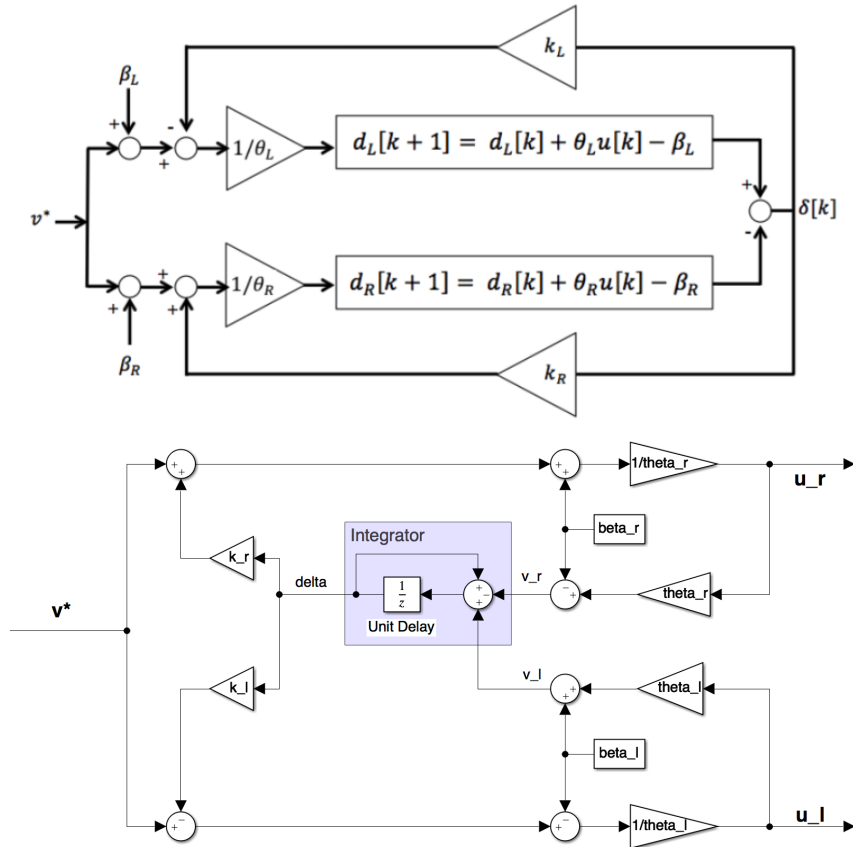 k_L
β_L
+
-
+
1/θ_L
d_L[k + 1] = d_L[k] + θ_L u[k] − β_L
+
v*
δ[k]
-
+
+
1/θ_R
d_R[k + 1] = d_R[k] + θ_R u[k] − β_R
+
+
β_R
k_R
+
+
+
+
1/theta_r
u_r
Integrator
beta_r
k_r
delta
v_r
+
−
1
z
+
−
+
theta_r
v*
Unit Delay
k_l
v_l
+
+
theta_l
beta_l
+
−
+
−
1/theta_l
u_l